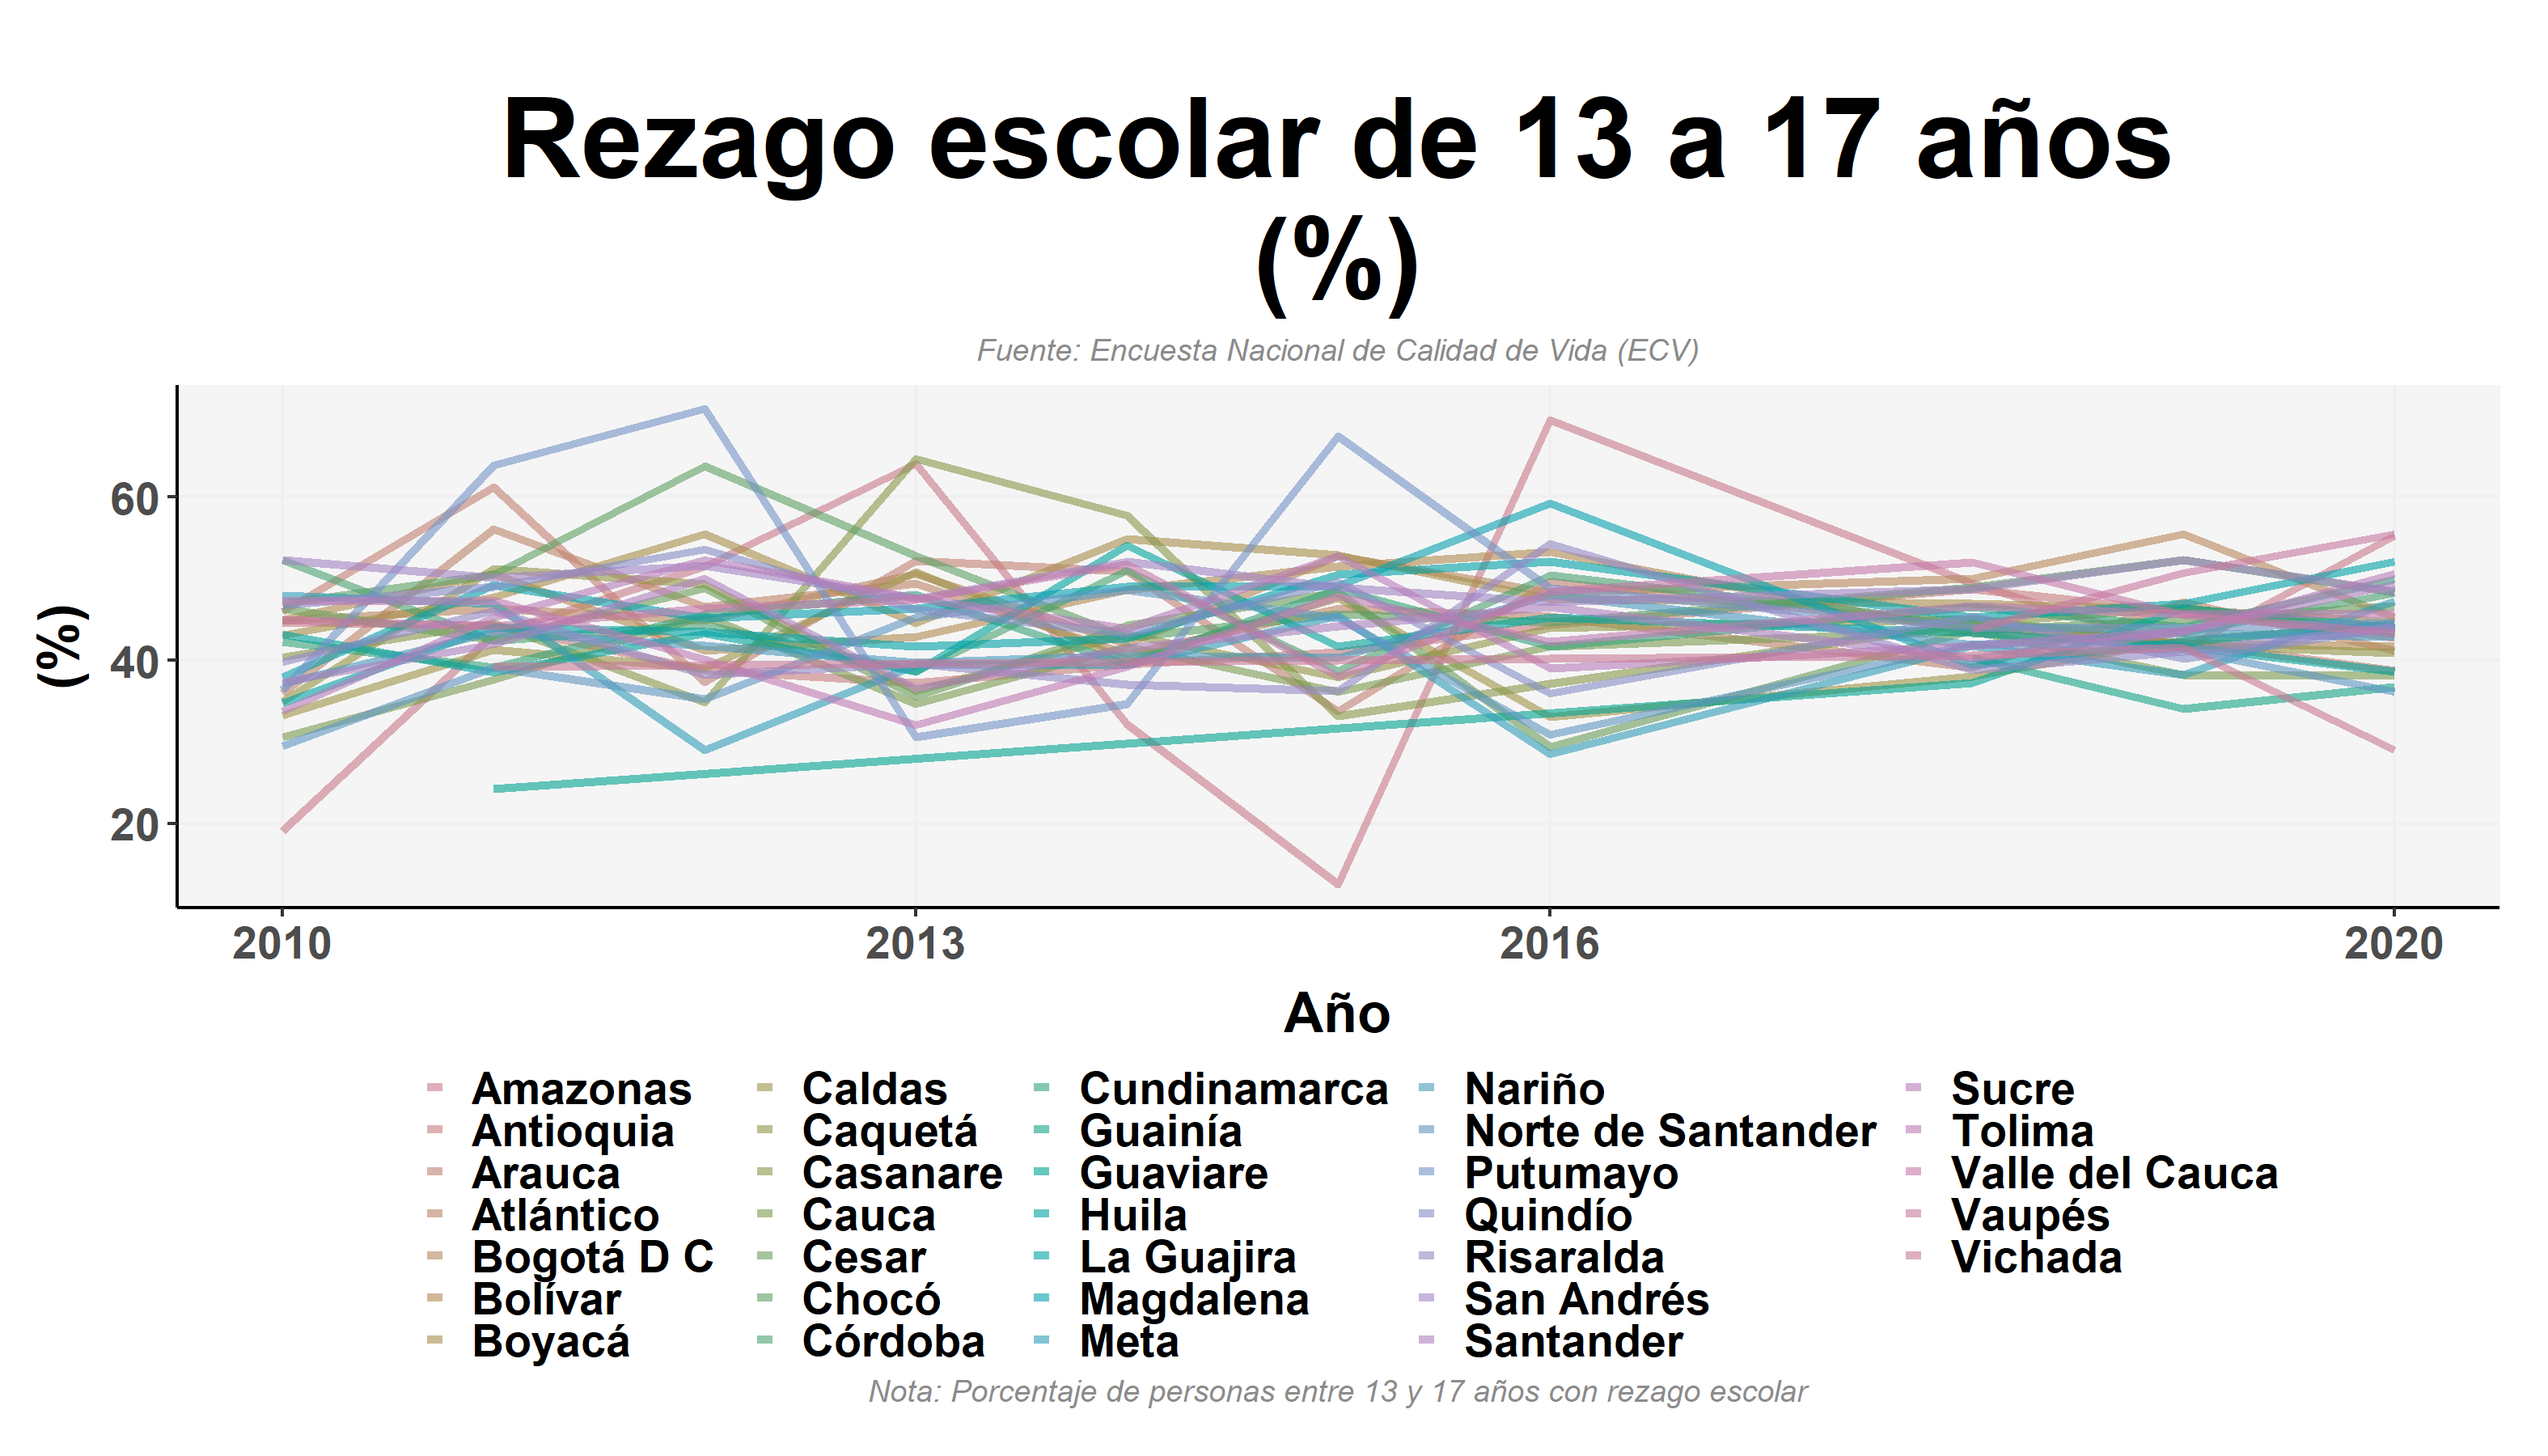 Rezago escolar de 13 a 17 años
(%)
Fuente: Encuesta Nacional de Calidad de Vida (ECV)
(%)
60
40
20
2010 2013 2016 2020
Año
Amazonas Caldas Cundinamarca Nariño Sucre
Antioquia Caquetá Guainía Norte de Santander Tolima
Arauca Casanare Guaviare Putumayo Valle del Cauca
Atlántico Cauca Huila Quindío Vaupés
Bogotá D C Cesar La Guajira Risaralda Vichada
Bolívar Chocó Magdalena San Andrés
Boyacá Córdoba Meta Santander
Nota: Porcentaje de personas entre 13 y 17 años con rezago escolar